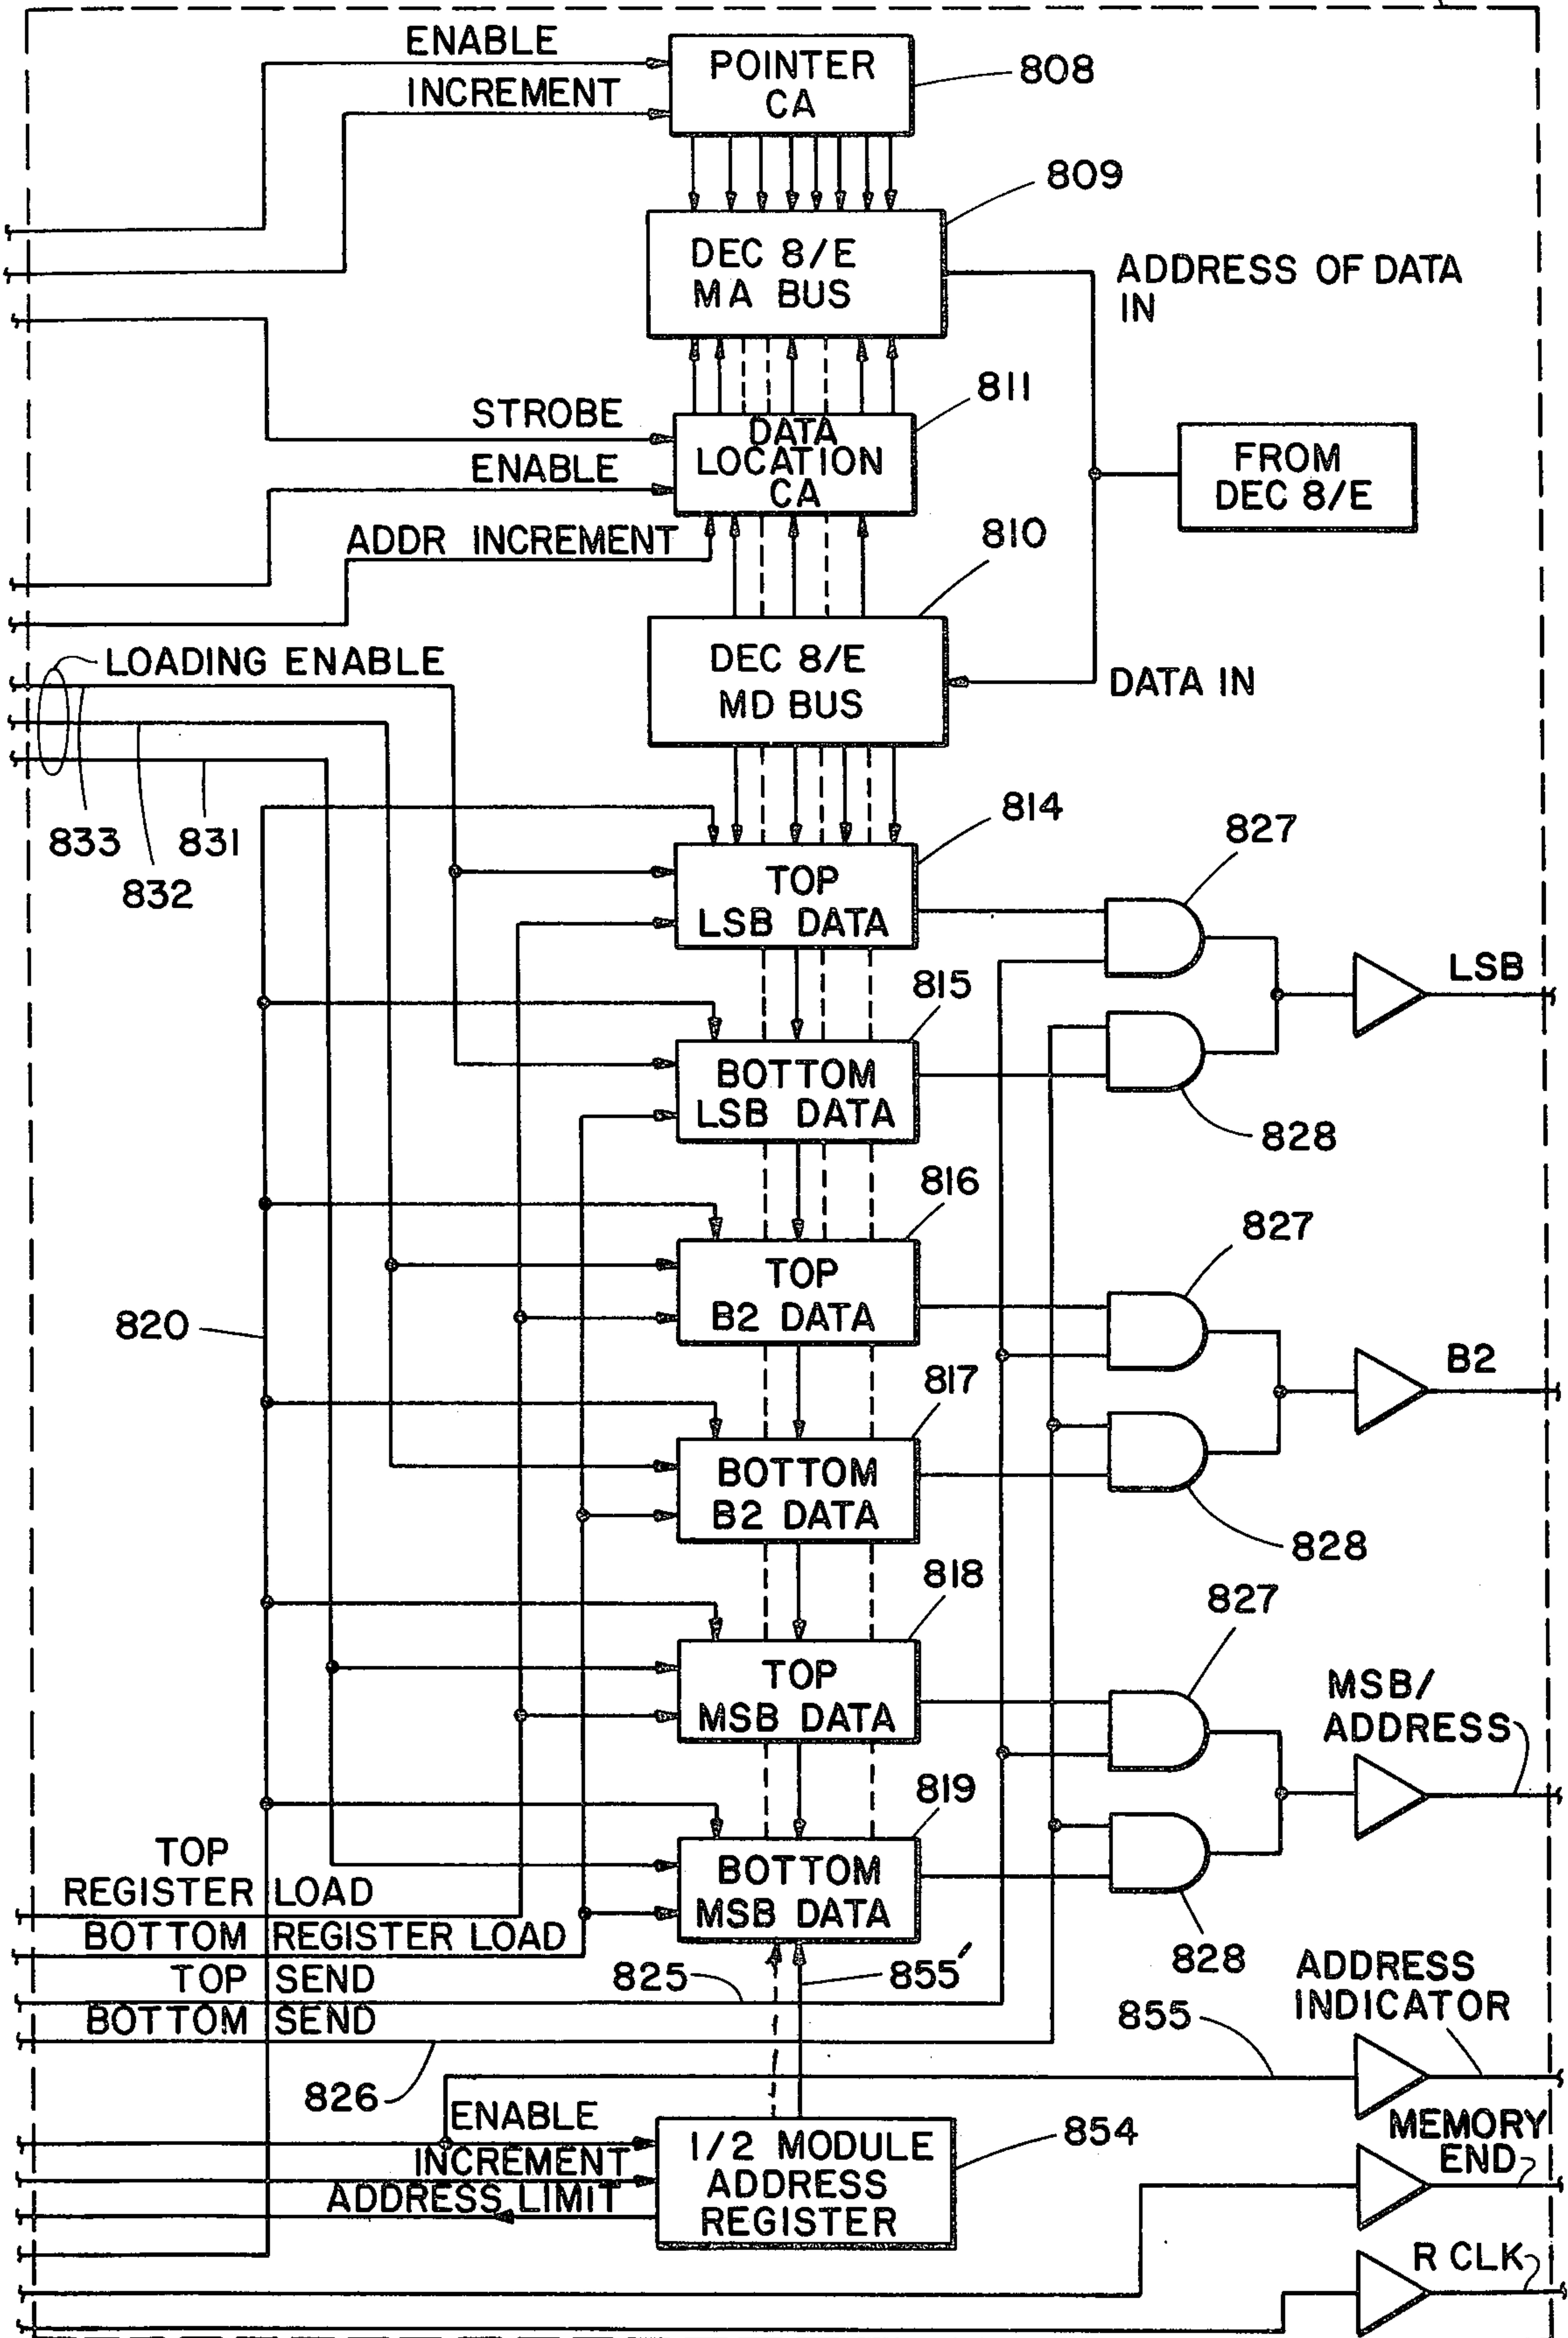 ENABLE
POINTER
CA
808
INCREMENT
809
DEC 8/E
MA BUS
ADDRESS OF DATA
IN
811
STROBE
DATA
LOCATION
CA
ENABLE
FROM
DEC 8/E
ADDR INCREMENT
810
LOADING ENABLE
DEC 8/E
MD BUS
DATA IN
833
831
832
814
827
TOP
LSB DATA
LSB
815
BOTTOM
LSB DATA
828
816
827
TOP
B2 DATA
820
B2
817
BOTTOM
B2 DATA
828
818
827
TOP
MSB DATA
MSB/
ADDRESS
819
BOTTOM
MSB DATA
TOP
REGISTER LOAD
BOTTOM REGISTER LOAD
828
TOP SEND
825
855'
ADDRESS
INDICATOR
BOTTOM SEND
855
826
ENABLE
INCREMENT
ADDRESS LIMIT
1/2 MODULE
ADDRESS
REGISTER
854
MEMORY
END
R CLK